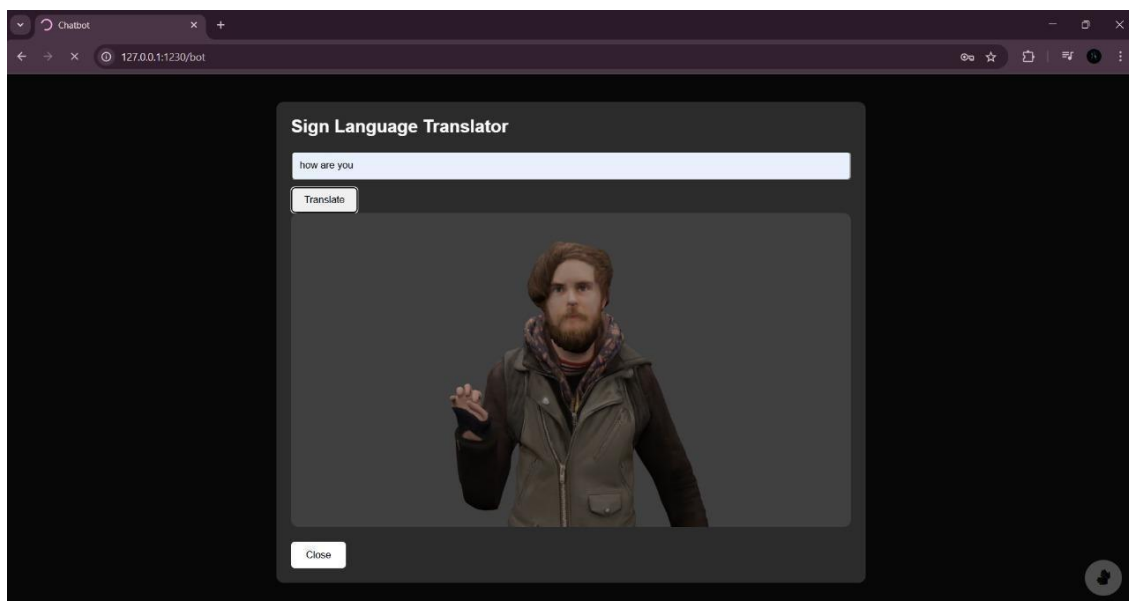 Chatbot
127.0.0.1:1230/bot
Sign Language Translator
how are you
Translate
Close